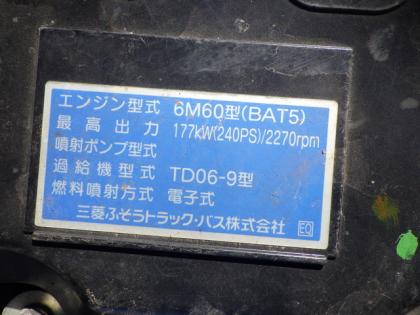 エンジン型式 6M60型(BAT5)
最高出力 177kW(240PS)/2270rpm
噴射ポンプ型式
過給機型式 TD06-9型
燃料噴射方式 電子式
三菱ふそうトラック・バス株式会社 EQ